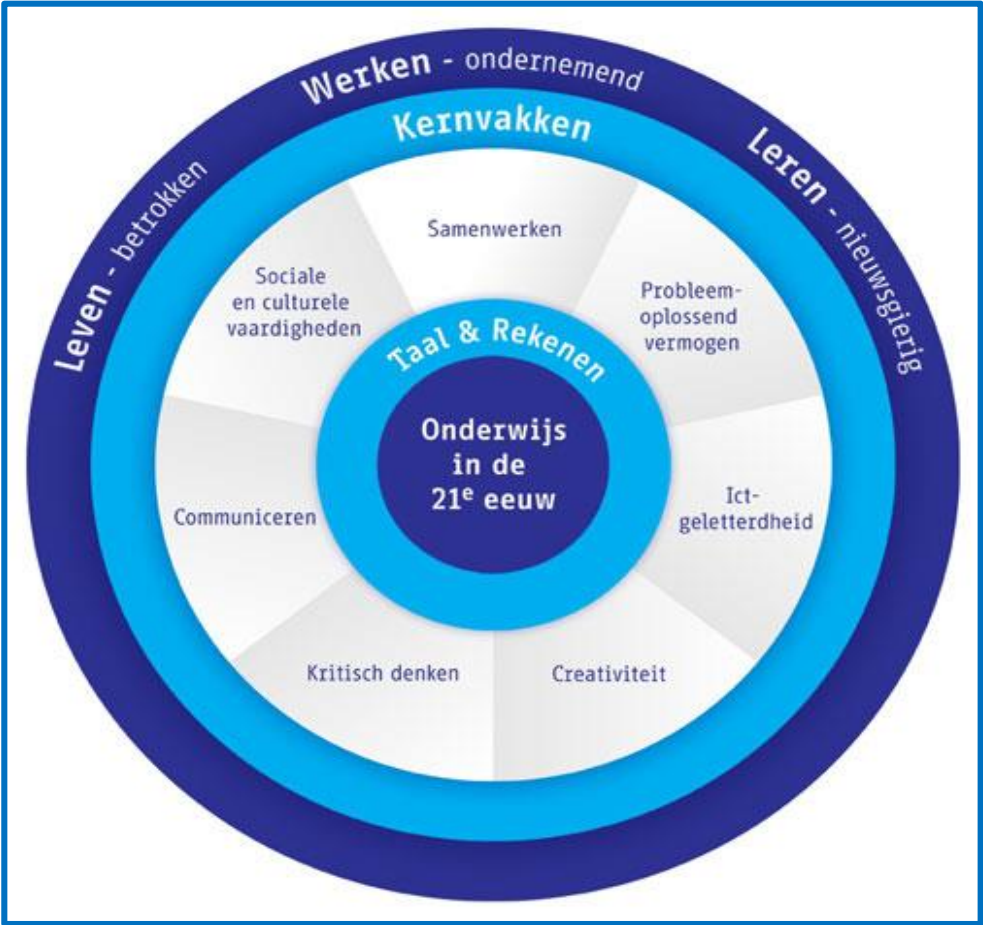 Leven - betrokken
Werken - ondernemend
Leren - nieuwsgierig
Kernvakken
Samenwerken
Probleem-
oplossend
vermogen
Ict-
geletterdheid
Creativiteit
Kritisch denken
Communiceren
Sociale
en culturele
vaardigheden
Taal & Rekenen
Onderwijs
in de
21e eeuw